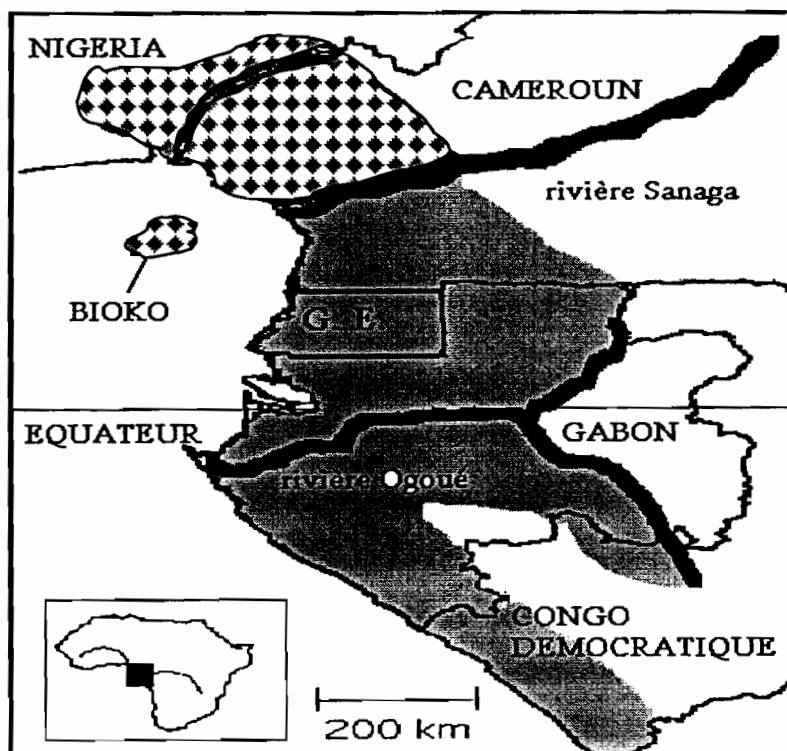 NIGERIA
CAMEROUN
rivière Sanaga
BIOKO
G E
EQUATEUR
GABON
rivière Ogoué
CONGO
DEMOCRATIQUE
200 km